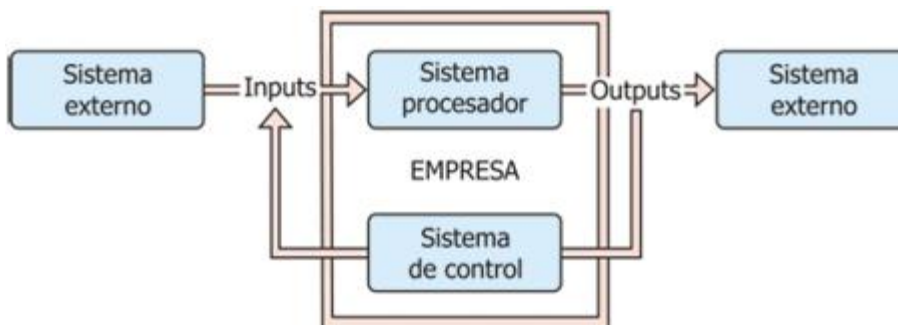 Sistema
externo
Inputs
Sistema
procesador
Outputs
Sistema
externo
EMPRESA
Sistema
de control